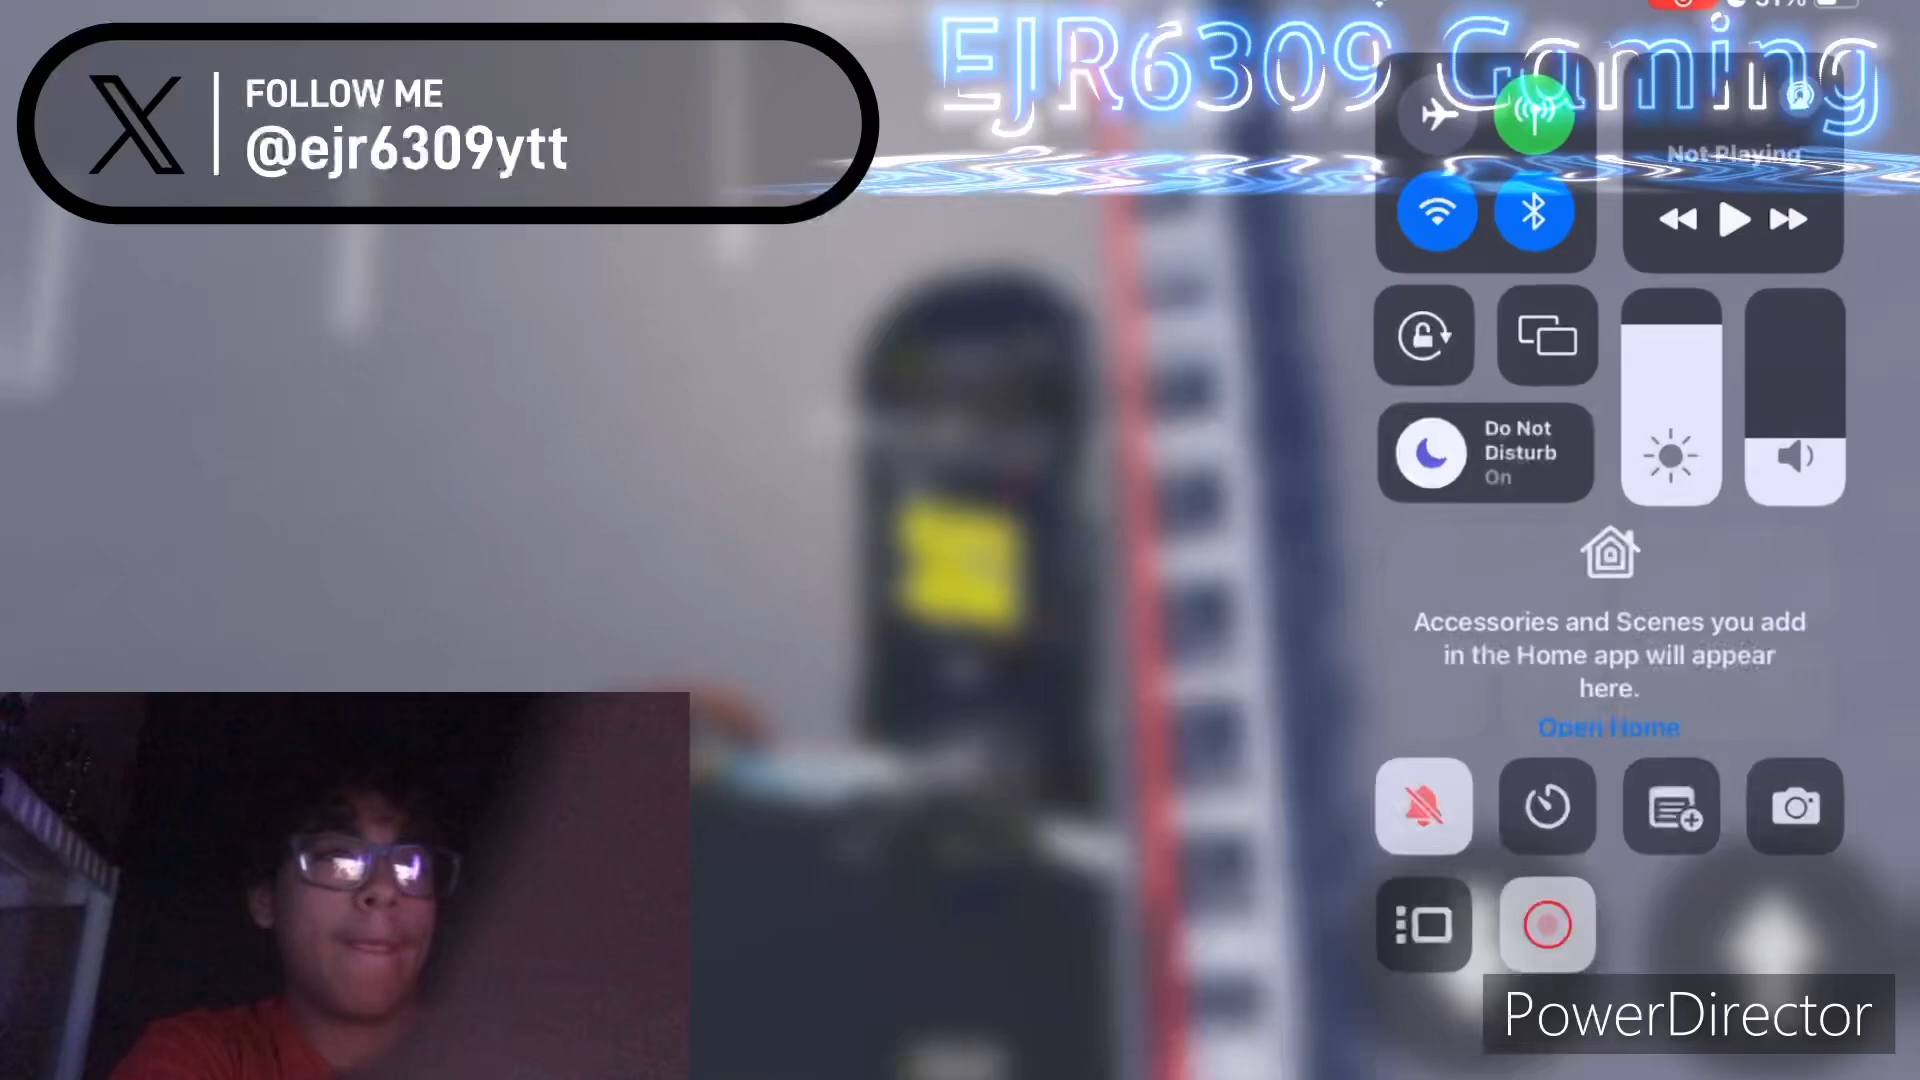 FOLLOW ME
@ejr6309ytt
EJR6309 Gaming
Not Playing
Do Not
Disturb
On
Accessories and Scenes you add
in the Home app will appear
here.
Open Home
PowerDirector